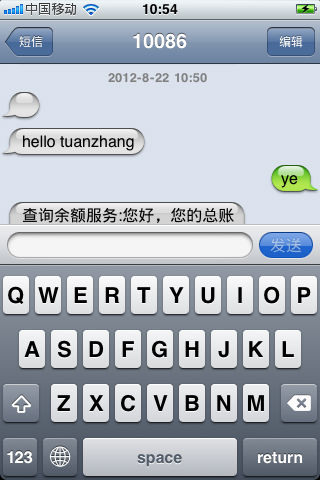 中国移动 10:54
短信 10086 编辑
2012-8-22 10:50
hello tuanzhang
ye
查询余额服务:您好，您的总账
发送
Q W E R T Y U I O P
A S D F G H J K L
Z X C V B N M
123 space return